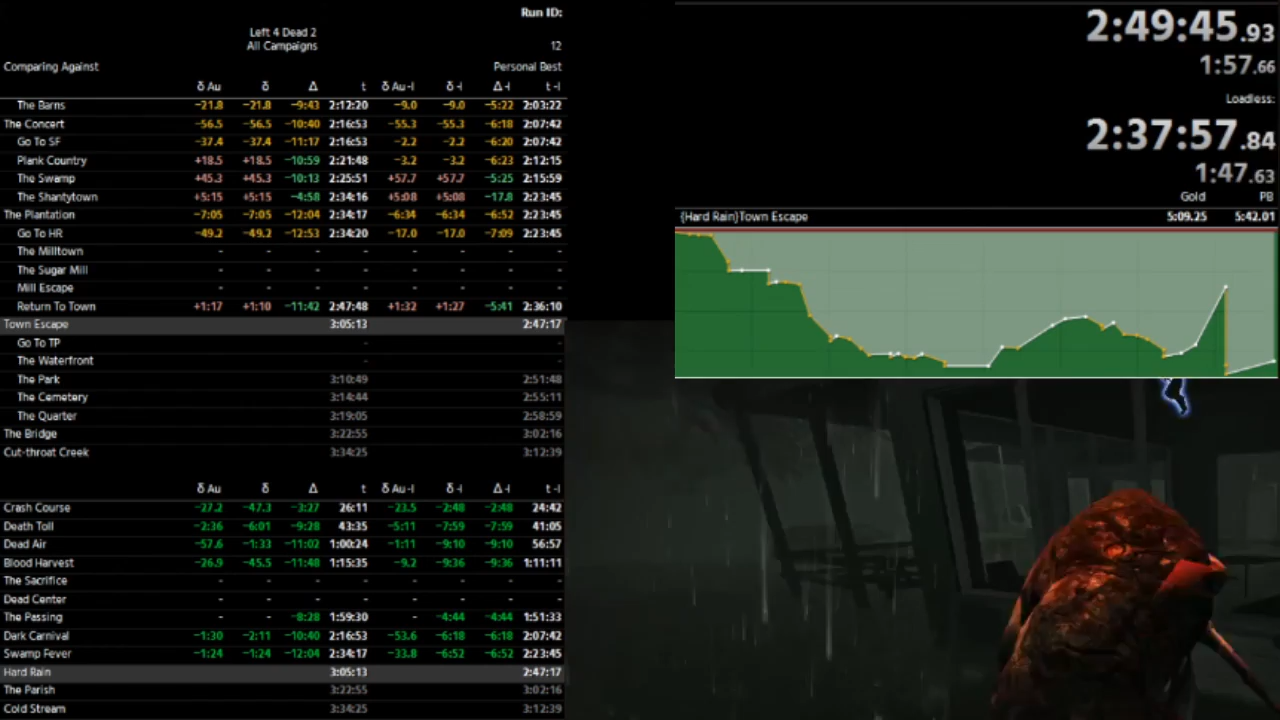 Run ID:
Left 4 Dead 2
All Campaigns 12
Comparing Against Personal Best
δ Au δ Δ t δ Au -l δ -l Δ -l t -l
The Barns −21.8 −21.8 −9:43 2:12:20 −9.0 −9.0 −5:22 2:03:22
The Concert −56.5 −56.5 −10:40 2:16:53 −55.3 −55.3 −6:18 2:07:42
Go To SF −37.4 −37.4 −11:17 2:16:53 −2.2 −2.2 −6:20 2:07:42
Plank Country +18.5 +18.5 −10:59 2:21:48 −3.2 −3.2 −6:23 2:12:15
The Swamp +45.3 +45.3 −10:13 2:25:51 +57.7 +57.7 −5:25 2:15:59
The Shantytown +5:15 +5:15 −4:58 2:34:16 +5:08 +5:08 −17.8 2:23:45
The Plantation −7:05 −7:05 −12:04 2:34:17 −6:34 −6:34 −6:52 2:23:45
Go To HR −49.2 −49.2 −12:53 2:34:20 −17.0 −17.0 −7:09 2:23:45
The Milltown - - - - - - - -
The Sugar Mill - - - - - - - -
Mill Escape - - - - - - - -
Return To Town +1:17 +1:10 −11:42 2:47:48 +1:32 +1:27 −5:41 2:36:10
Town Escape 3:05:13 2:47:17
Go To TP - -
The Waterfront - -
The Park 3:10:49 2:51:48
The Cemetery 3:14:44 2:55:11
The Quarter 3:19:05 2:58:59
The Bridge 3:22:55 3:02:16
Cut-throat Creek 3:34:25 3:12:39
δ Au δ Δ t δ Au -l δ -l Δ -l t -l
Crash Course −27.2 −47.3 −3:27 26:11 −23.5 −2:48 −2:48 24:42
Death Toll −2:36 −6:01 −9:28 43:35 −5:11 −7:59 −7:59 41:05
Dead Air −57.6 −1:33 −11:02 1:00:24 −1:11 −9:10 −9:10 56:57
Blood Harvest −26.9 −45.5 −11:48 1:15:35 −9.2 −9:36 −9:36 1:11:11
The Sacrifice - - - - - - - -
Dead Center - - - - - - - -
The Passing - - −8:28 1:59:30 - −4:44 −4:44 1:51:33
Dark Carnival −1:30 −2:11 −10:40 2:16:53 −53.6 −6:18 −6:18 2:07:42
Swamp Fever −1:24 −1:24 −12:04 2:34:17 −33.8 −6:52 −6:52 2:23:45
Hard Rain 3:05:13 2:47:17
The Parish 3:22:55 3:02:16
Cold Stream 3:34:25 3:12:39
2:49:45.93
1:57.66
Loadless:
2:37:57.84
1:47.63
Gold PB
{Hard Rain}Town Escape 5:09.25 5:42.01